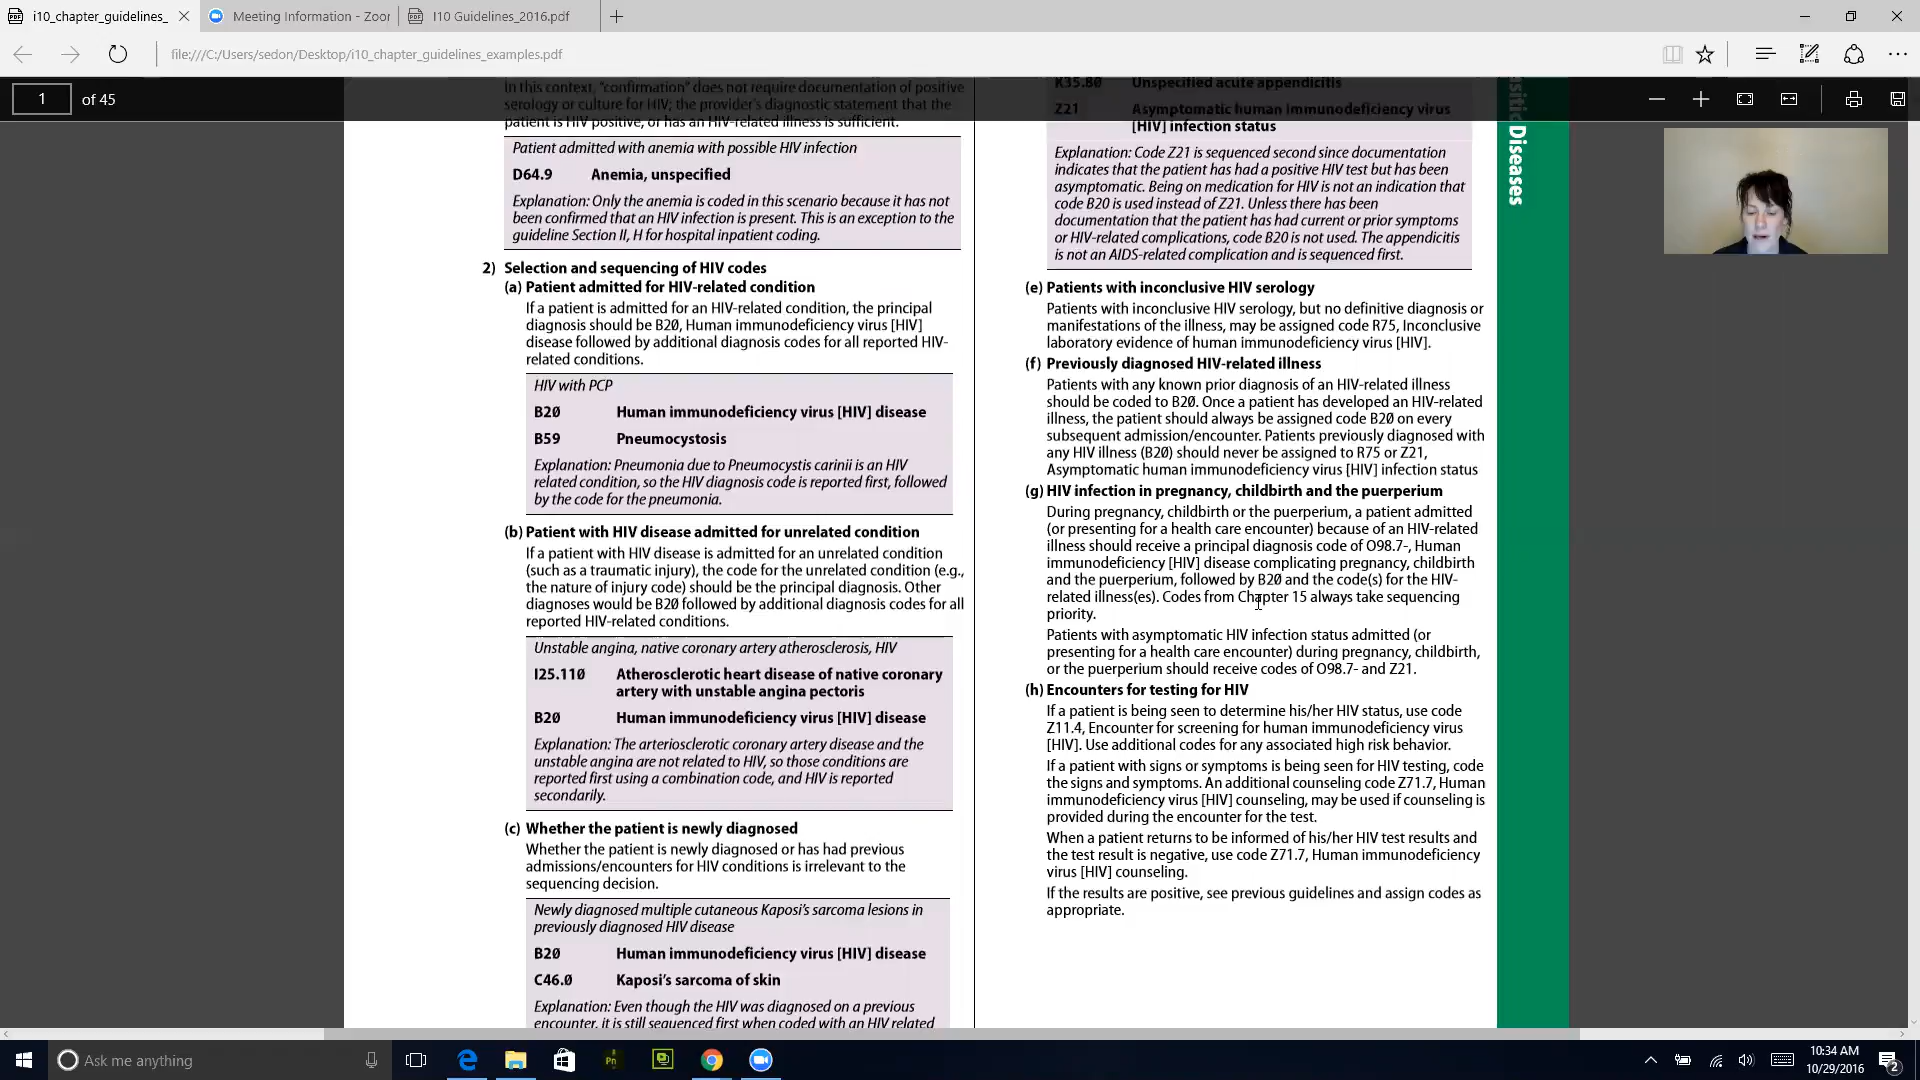 i10_chapter_guidelines_
Meeting Information - Zoor
I10 Guidelines_2016.pdf
file:///C:/Users/sedon/Desktop/i10_chapter_guidelines_examples.pdf
1 of 45
In this context, "confirmation" does not require documentation of positive
serology or culture for HIV; the provider's diagnostic statement that the
patient is HIV positive, or has an HIV-related illness is sufficient.
Patient admitted with anemia with possible HIV infection
D64.9 Anemia, unspecified
Explanation: Only the anemia is coded in this scenario because it has not
been confirmed that an HIV infection is present. This is an exception to the
guideline Section II, H for hospital inpatient coding.
2) Selection and sequencing of HIV codes
(a) Patient admitted for HIV-related condition
If a patient is admitted for an HIV-related condition, the principal
diagnosis should be B20, Human immunodeficiency virus [HIV]
disease followed by additional diagnosis codes for all reported HIV-
related conditions.
HIV with PCP
B20 Human immunodeficiency virus [HIV] disease
B59 Pneumocystosis
Explanation: Pneumonia due to Pneumocystis carinii is an HIV
related condition, so the HIV diagnosis code is reported first, followed
by the code for the pneumonia.
(b) Patient with HIV disease admitted for unrelated condition
If a patient with HIV disease is admitted for an unrelated condition
(such as a traumatic injury), the code for the unrelated condition (e.g.,
the nature of injury code) should be the principal diagnosis. Other
diagnoses would be B20 followed by additional diagnosis codes for all
reported HIV-related conditions.
Unstable angina, native coronary artery atherosclerosis, HIV
I25.110 Atherosclerotic heart disease of native coronary
artery with unstable angina pectoris
B20 Human immunodeficiency virus [HIV] disease
Explanation: The arteriosclerotic coronary artery disease and the
unstable angina are not related to HIV, so those conditions are
reported first using a combination code, and HIV is reported
secondarily.
(c) Whether the patient is newly diagnosed
Whether the patient is newly diagnosed or has had previous
admissions/encounters for HIV conditions is irrelevant to the
sequencing decision.
Newly diagnosed multiple cutaneous Kaposi's sarcoma lesions in
previously diagnosed HIV disease
B20 Human immunodeficiency virus [HIV] disease
C46.0 Kaposi's sarcoma of skin
Explanation: Even though the HIV was diagnosed on a previous
encounter, it is still sequenced first when coded with an HIV related
K35.80 Unspecified acute appendicitis
Z21 Asymptomatic human immunodeficiency virus
[HIV] infection status
Explanation: Code Z21 is sequenced second since documentation
indicates that the patient has had a positive HIV test but has been
asymptomatic. Being on medication for HIV is not an indication that
code B20 is used instead of Z21. Unless there has been
documentation that the patient has had current or prior symptoms
or HIV-related complications, code B20 is not used. The appendicitis
is not an AIDS-related complication and is sequenced first.
(e) Patients with inconclusive HIV serology
Patients with inconclusive HIV serology, but no definitive diagnosis or
manifestations of the illness, may be assigned code R75, Inconclusive
laboratory evidence of human immunodeficiency virus [HIV].
(f) Previously diagnosed HIV-related illness
Patients with any known prior diagnosis of an HIV-related illness
should be coded to B20. Once a patient has developed an HIV-related
illness, the patient should always be assigned code B20 on every
subsequent admission/encounter. Patients previously diagnosed with
any HIV illness (B20) should never be assigned to R75 or Z21,
Asymptomatic human immunodeficiency virus [HIV] infection status
(g) HIV infection in pregnancy, childbirth and the puerperium
During pregnancy, childbirth or the puerperium, a patient admitted
(or presenting for a health care encounter) because of an HIV-related
illness should receive a principal diagnosis code of O98.7-, Human
immunodeficiency [HIV] disease complicating pregnancy, childbirth
and the puerperium, followed by B20 and the code(s) for the HIV-
related illness(es). Codes from Chapter 15 always take sequencing
priority.
Patients with asymptomatic HIV infection status admitted (or
presenting for a health care encounter) during pregnancy, childbirth,
or the puerperium should receive codes of O98.7- and Z21.
(h) Encounters for testing for HIV
If a patient is being seen to determine his/her HIV status, use code
Z11.4, Encounter for screening for human immunodeficiency virus
[HIV]. Use additional codes for any associated high risk behavior.
If a patient with signs or symptoms is being seen for HIV testing, code
the signs and symptoms. An additional counseling code Z71.7, Human
immunodeficiency virus [HIV] counseling, may be used if counseling is
provided during the encounter for the test.
When a patient returns to be informed of his/her HIV test results and
the test result is negative, use code Z71.7, Human immunodeficiency
virus [HIV] counseling.
If the results are positive, see previous guidelines and assign codes as
appropriate.
sitic Diseases
Ask me anything
Pn
10:34 AM
10/29/2016
2